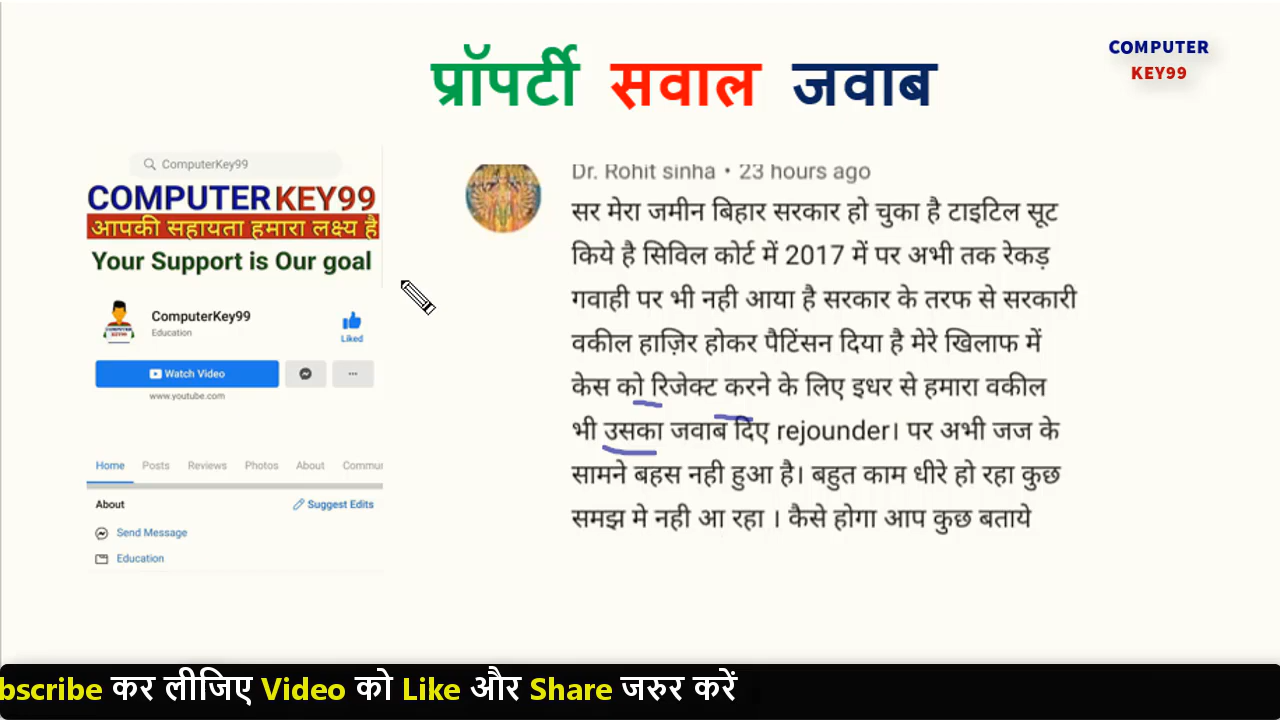 प्रॉपर्टी सवाल जवाब
COMPUTER
KEY99
ComputerKey99
COMPUTER KEY99
आपकी सहायता हमारा लक्ष्य है
Your Support is Our goal
ComputerKey99
Education
Liked
Watch Video
www.youtube.com
Home Posts Reviews Photos About Commun
About
Suggest Edits
Send Message
Education
Dr. Rohit sinha • 23 hours ago
सर मेरा जमीन बिहार सरकार हो चुका है टाइटिल सूट
किये है सिविल कोर्ट में 2017 में पर अभी तक रेकड़
गवाही पर भी नही आया है सरकार के तरफ से सरकारी
वकील हाज़िर होकर पैटिंसन दिया है मेरे खिलाफ में
केस को रिजेक्ट करने के लिए इधर से हमारा वकील
भी उसका जवाब दिए rejounder। पर अभी जज के
सामने बहस नही हुआ है। बहुत काम धीरे हो रहा कुछ
समझ मे नही आ रहा । कैसे होगा आप कुछ बताये
bscribe कर लीजिए Video को Like और Share जरुर करें